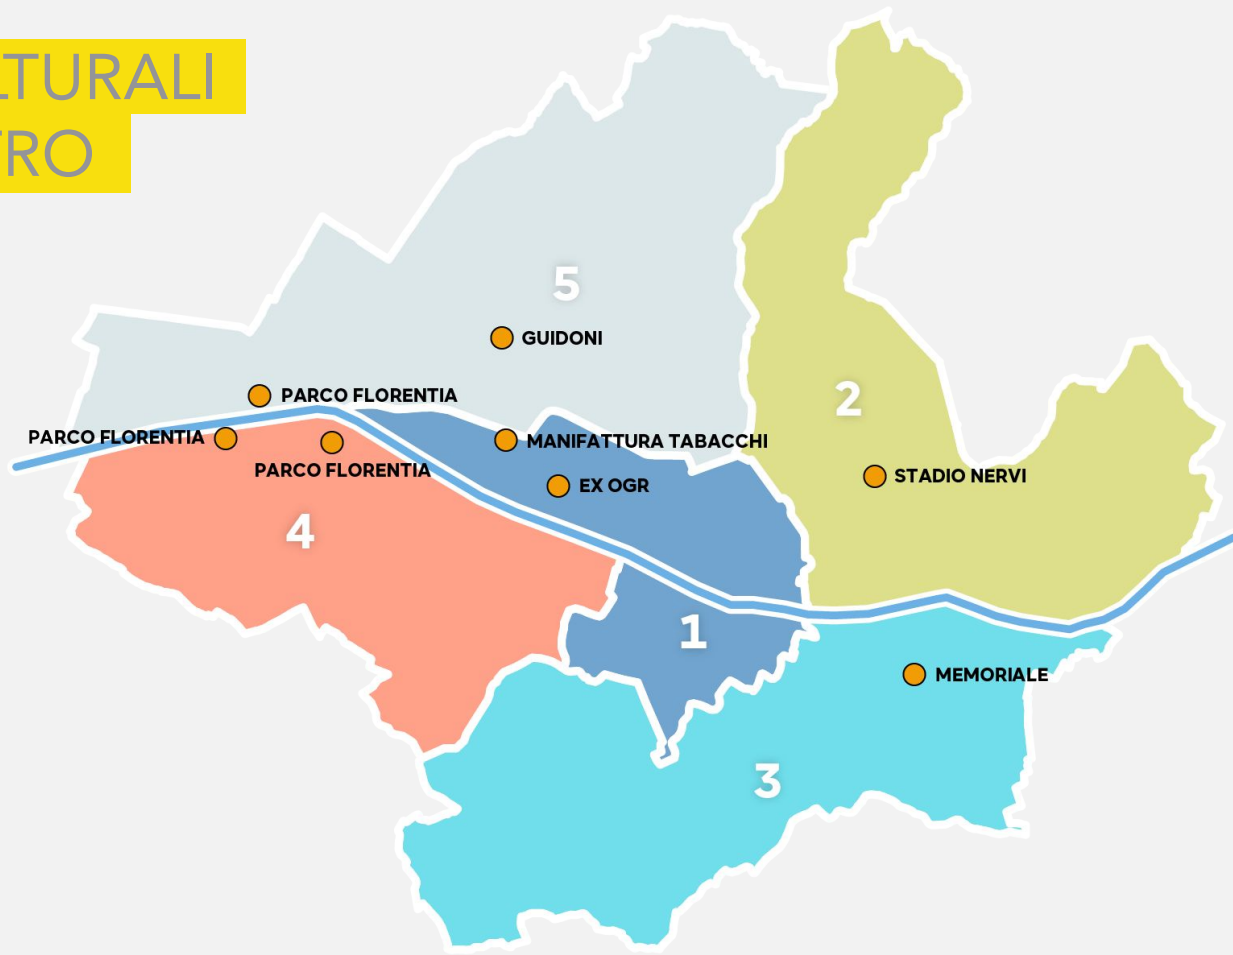 LTURALI
TRO
5
GUIDONI
2
PARCO FLORENTIA
PARCO FLORENTIA
PARCO FLORENTIA
MANIFATTURA TABACCHI
EX OGR
STADIO NERVI
4
1
MEMORIALE
3